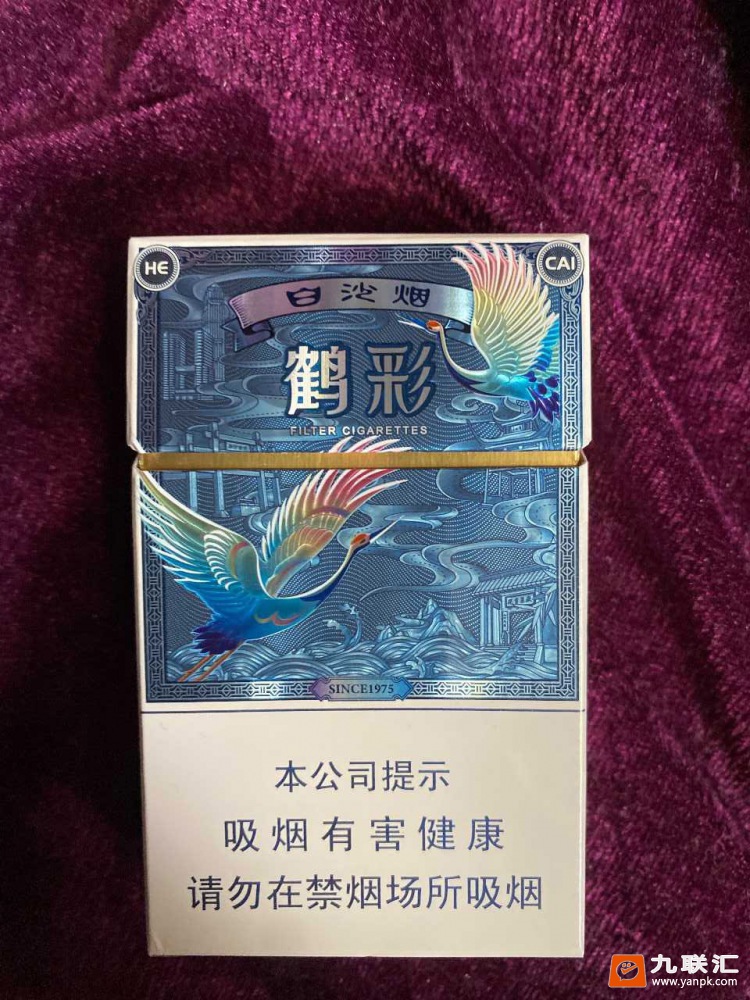 HE
CAI
白沙烟
鹤彩
FILTER CIGARETTES
SINCE1975
本公司提示
吸烟有害健康
请勿在禁烟场所吸烟
九联汇
www.yanpk.com